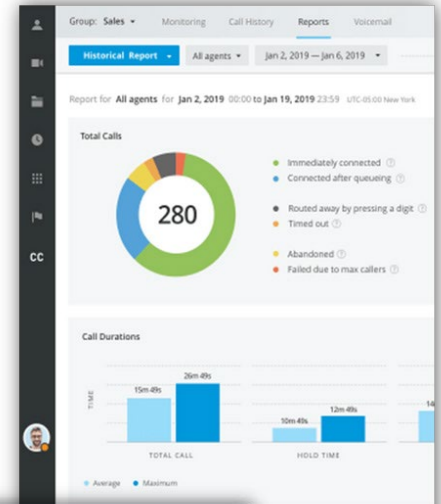 Group: Sales Monitoring Call History Reports Voicemail
Historical Report All agents Jan 2, 2019 — Jan 6, 2019
Report for All agents for Jan 2, 2019 00:00 to Jan 19, 2019 23:59 UTC-05:00 New York
Total Calls
280
Immediately connected ?
Connected after queueing ?
Routed away by pressing a digit ?
Timed out ?
Abandoned ?
Failed due to max callers ?
CC
Call Durations
TIME
15m 49s
26m 49s
10m 49s
12m 49s
14
TOTAL CALL HOLD TIME
Average Maximum